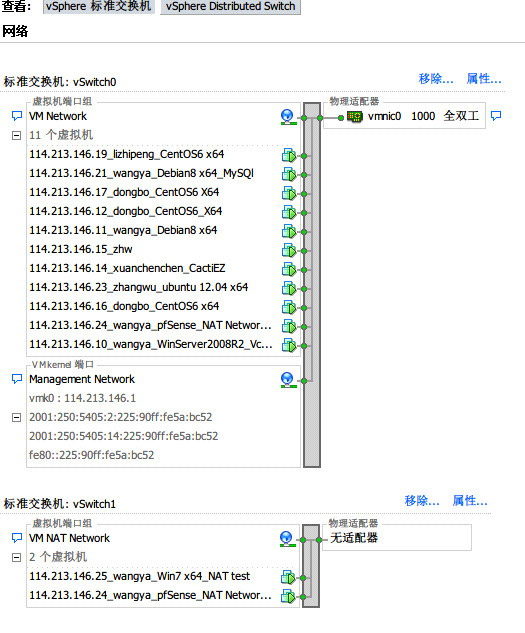 查看: vSphere 标准交换机 vSphere Distributed Switch
网络
标准交换机: vSwitch0 移除... 属性...
虚拟机端口组 物理适配器
VM Network vmnic0 1000 全双工
11 个虚拟机
114.213.146.19_lizhipeng_CentOS6 x64
114.213.146.21_wangya_Debian8 x64_MySQl
114.213.146.17_dongbo_CentOS6 X64
114.213.146.12_dongbo_CentOS6_X64
114.213.146.11_wangya_Debian8 x64
114.213.146.15_zhw
114.213.146.14_xuanchenchen_CactiEZ
114.213.146.23_zhangwu_ubuntu 12.04 x64
114.213.146.16_dongbo_CentOS6 x64
114.213.146.24_wangya_pfSense_NAT Networ...
114.213.146.10_wangya_WinServer2008R2_Vc...
VMkernel 端口
Management Network
vmk0 : 114.213.146.1
2001:250:5405:2:225:90ff:fe5a:bc52
2001:250:5405:14:225:90ff:fe5a:bc52
fe80::225:90ff:fe5a:bc52
标准交换机: vSwitch1 移除... 属性...
虚拟机端口组 物理适配器
VM NAT Network 无适配器
2 个虚拟机
114.213.146.25_wangya_Win7 x64_NAT test
114.213.146.24_wangya_pfSense_NAT Networ...